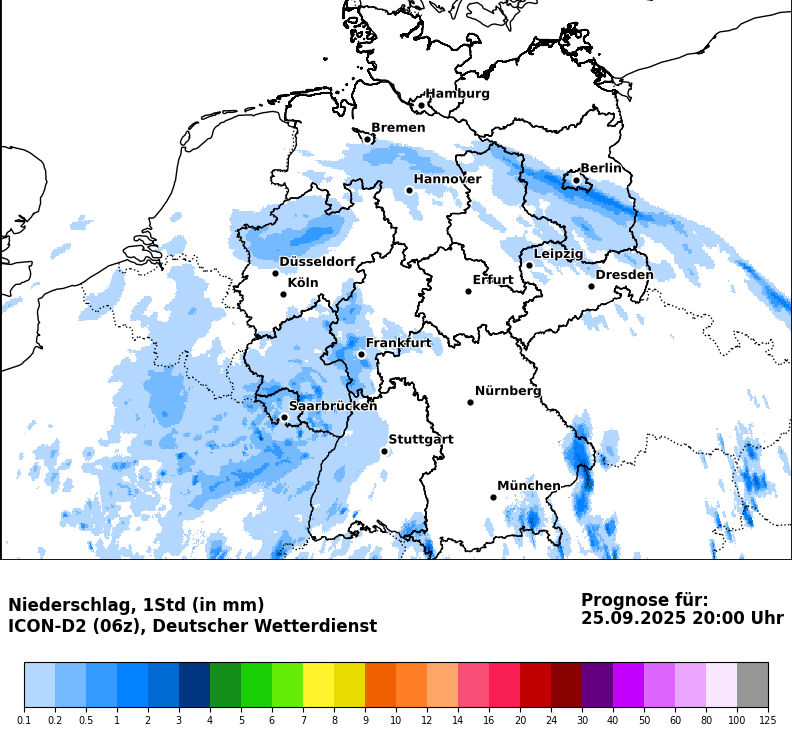 Hamburg
Bremen
Berlin
Hannover
Leipzig
Düsseldorf
Dresden
Köln
Erfurt
Frankfurt
Nürnberg
Saarbrücken
Stuttgart
München
Niederschlag, 1Std (in mm)
ICON-D2 (06z), Deutscher Wetterdienst
Prognose für:
25.09.2025 20:00 Uhr
0.1 0.2 0.5 1 2 3 4 5 6 7 8 9 10 12 14 16 20 24 30 40 50 60 80 100 125